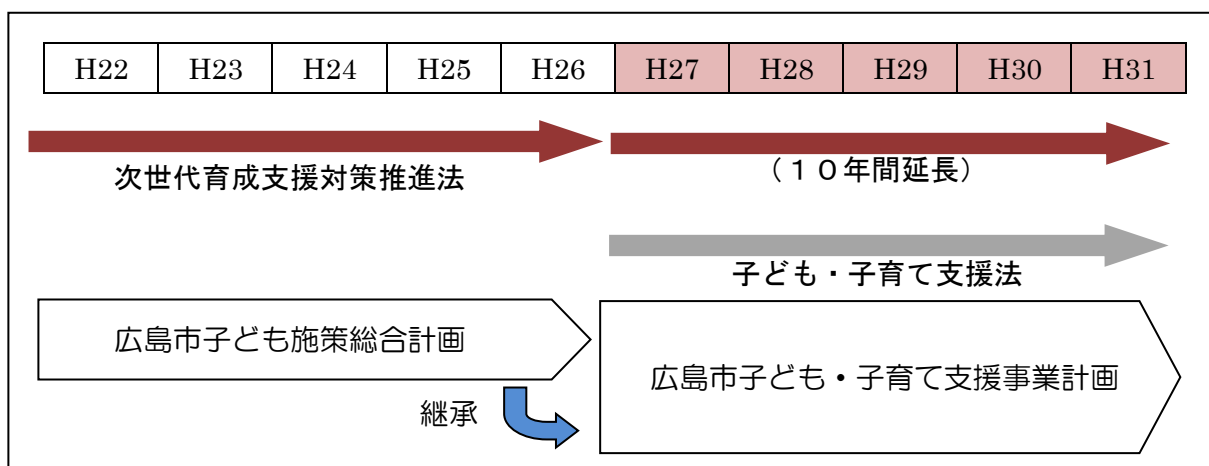 H22 H23 H24 H25 H26 H27 H28 H29 H30 H31
次世代育成支援対策推進法
（１０年間延長）
子ども・子育て支援法
広島市子ども施策総合計画
広島市子ども・子育て支援事業計画
継承